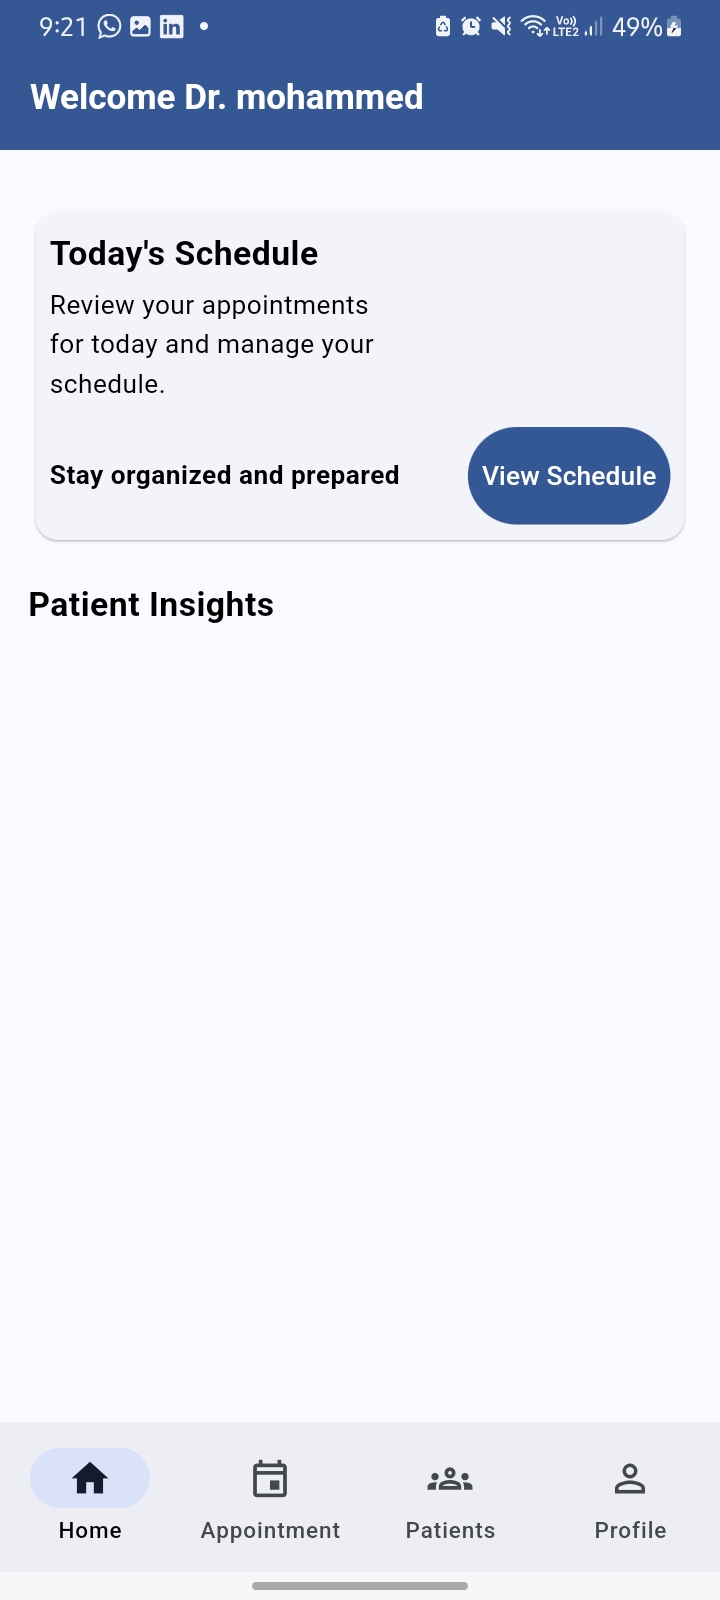 9:21
Vo))
LTE2
49%
Welcome Dr. mohammed
Today's Schedule
Review your appointments
for today and manage your
schedule.
Stay organized and prepared
View Schedule
Patient Insights
Home
Appointment
Patients
Profile